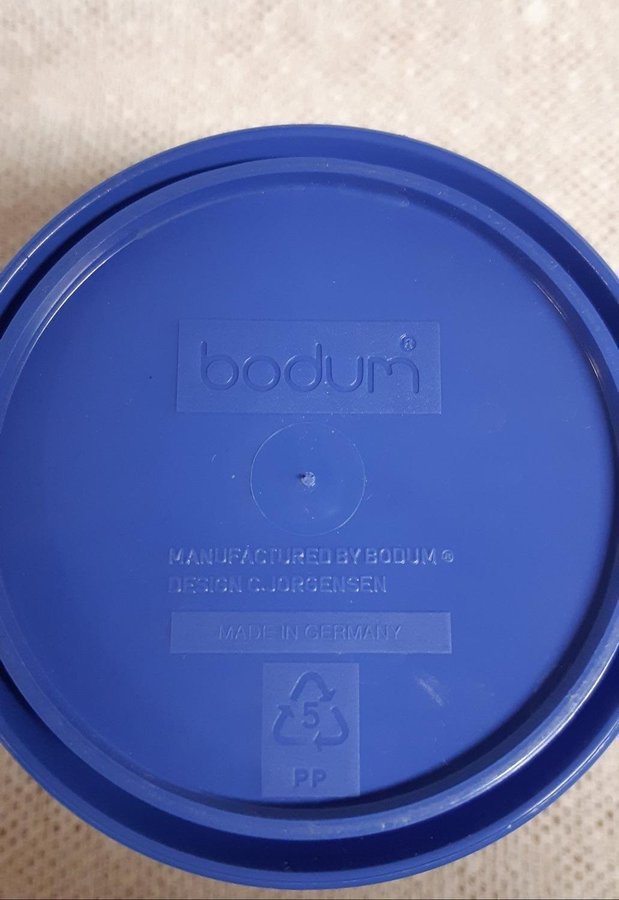 bodum®
MANUFACTURED BY BODUM ®
DESIGN C.JORGENSEN
MADE IN GERMANY
5
PP